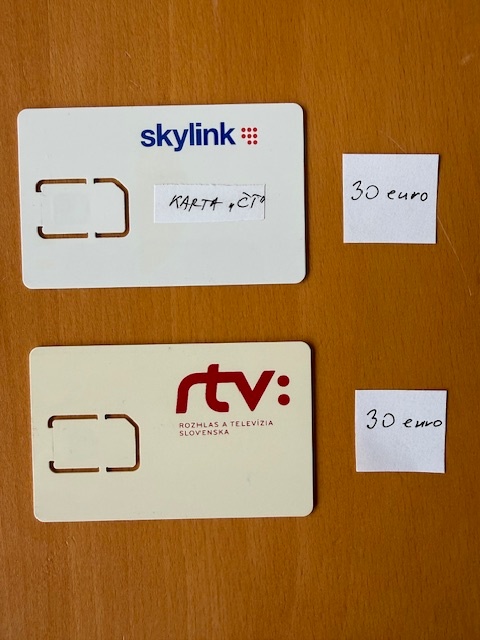 skylink
KARTA „ČT"
30 euro
rtv:
ROZHLAS A TELEVÍZIA
SLOVENSKA
30 euro